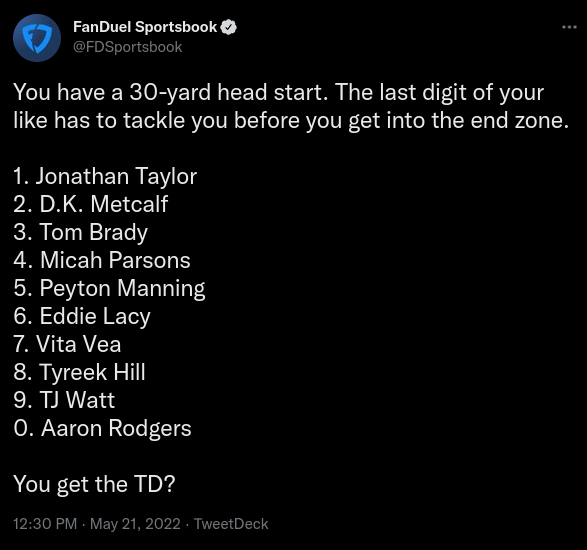 FanDuel Sportsbook
@FDSportsbook
You have a 30-yard head start. The last digit of your
like has to tackle you before you get into the end zone.
1. Jonathan Taylor
2. D.K. Metcalf
3. Tom Brady
4. Micah Parsons
5. Peyton Manning
6. Eddie Lacy
7. Vita Vea
8. Tyreek Hill
9. TJ Watt
0. Aaron Rodgers
You get the TD?
12:30 PM · May 21, 2022 · TweetDeck